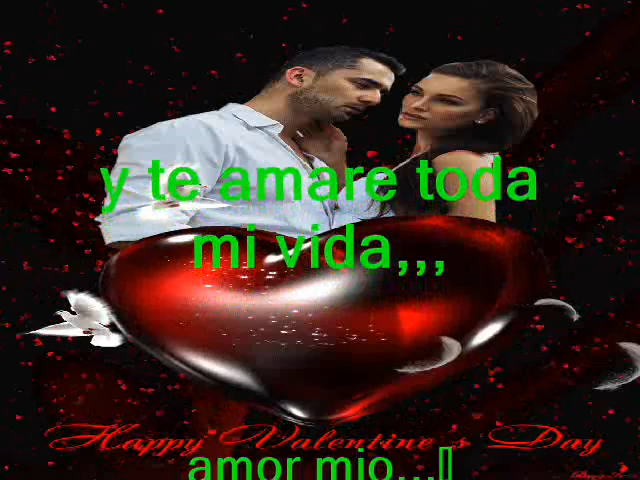 y te amare toda
mi vida,,,
Happy Valentine's Day
amor mio...